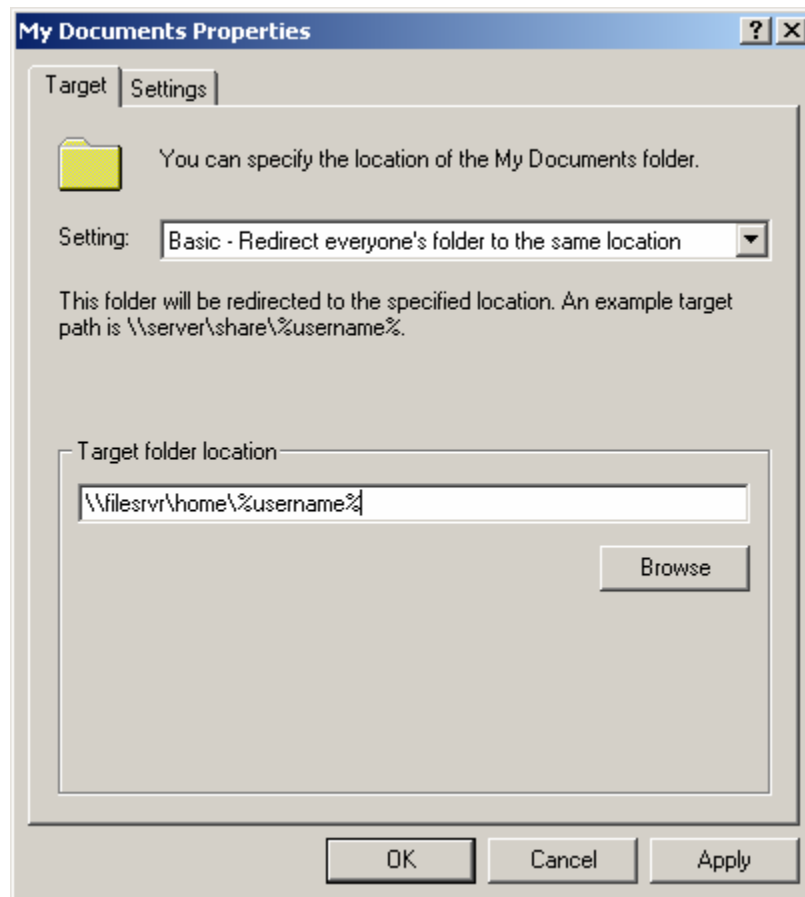 My Documents Properties
Target
Settings
You can specify the location of the My Documents folder.
Setting:
Basic - Redirect everyone's folder to the same location
This folder will be redirected to the specified location. An example target
path is \\server\share\%username%.
Target folder location
\\filesrvr\home\%username%
Browse
OK
Cancel
Apply